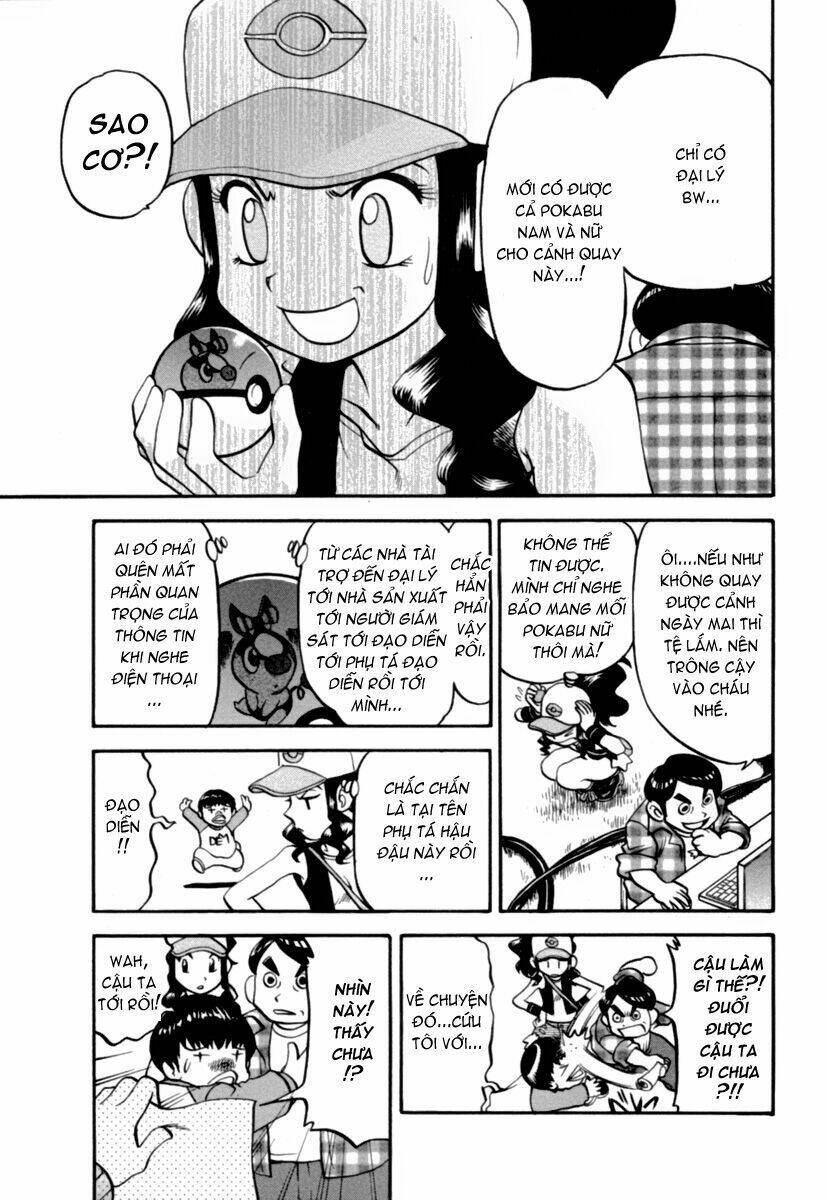 CHỈ CÓ
ĐẠI LÝ
BW...
MỚI CÓ ĐƯỢC
CẢ POKABU
NAM VÀ NỮ
CHO CẢNH QUAY
NÀY...!
SAO
CƠ?!
ÔI....NẾU NHƯ
KHÔNG QUAY
ĐƯỢC CẢNH
NGÀY MAI THÌ
TỆ LẮM. NÊN
TRÔNG CẬY
VÀO CHÁU
NHÉ.
KHÔNG THỂ
TIN ĐƯỢC.
MÌNH CHỈ NGHE
BẢO MANG MỖI
POKABU NỮ
THÔI MÀ!
CHẮC
HẲN
PHẢI
VẬY
RỒI.
TỪ CÁC NHÀ TÀI
TRỢ ĐẾN ĐẠI LÝ
TỚI NHÀ SẢN XUẤT
TỚI NGƯỜI GIÁM
SÁT TỚI ĐẠO DIỄN
TỚI PHỤ TÁ ĐẠO
DIỄN RỒI TỚI
MÌNH...
AI ĐÓ PHẢI
QUÊN MẤT
PHẦN QUAN
TRỌNG CỦA
THÔNG TIN
KHI NGHE
ĐIỆN THOẠI
...
CHẮC CHẮN
LÀ TẠI TÊN
PHỤ TÁ HẬU
ĐẬU NÀY RỒI
...
ĐẠO
DIỄN
!!
CẬU LÀM
GÌ THẾ?!
ĐUỔI
ĐƯỢC
CẬU TA
ĐI CHƯA
?!!
VỀ CHUYỆN
ĐÓ...CỨU
TÔI VỚI...
NHÌN
NÀY!
THẤY
CHƯA
!?
WAH,
CẬU TA
TỚI RỒI!